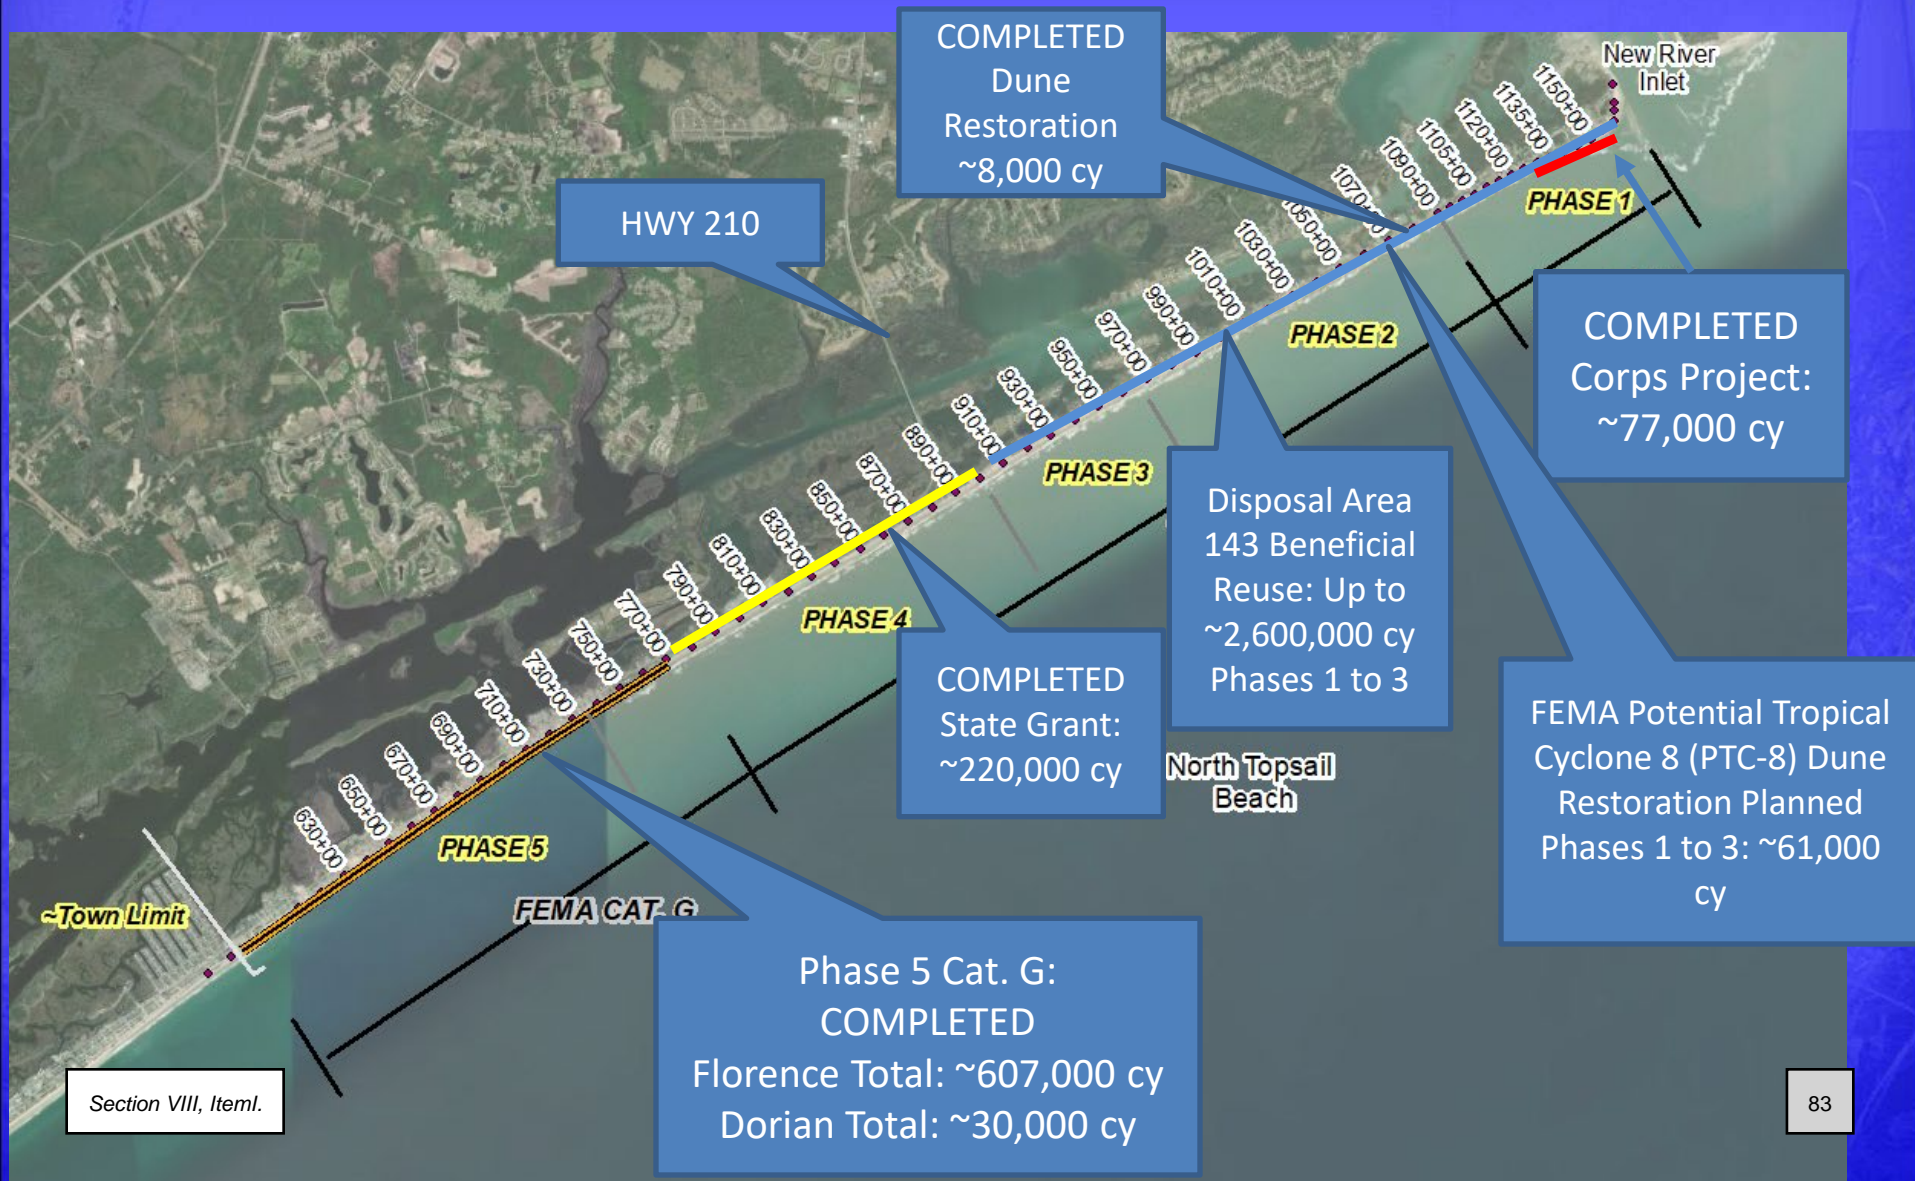 COMPLETED
Dune
Restoration
~8,000 cy
New River
Inlet
HWY 210
1150+00
1135+00
1120+00
1105+00
1090+00
1070+00
1050+00
1030+00
1010+00
990+00
970+00
950+00
930+00
910+00
890+00
870+00
850+00
830+00
810+00
790+00
770+00
750+00
730+00
710+00
690+00
670+00
650+00
630+00
PHASE 1
PHASE 2
PHASE 3
PHASE 4
PHASE 5
COMPLETED
Corps Project:
~77,000 cy
Disposal Area
143 Beneficial
Reuse: Up to
~2,600,000 cy
Phases 1 to 3
COMPLETED
State Grant:
~220,000 cy
North Topsail
Beach
FEMA Potential Tropical
Cyclone 8 (PTC-8) Dune
Restoration Planned
Phases 1 to 3: ~61,000
cy
~Town Limit
FEMA CAT. G
Phase 5 Cat. G:
COMPLETED
Florence Total: ~607,000 cy
Dorian Total: ~30,000 cy
Section VIII, ItemI.
83